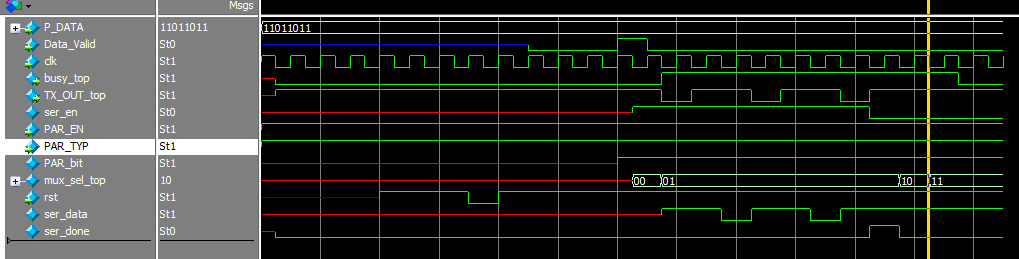 Msgs
P_DATA 11011011 11011011
Data_Valid St0
clk St1
busy_top St1
TX_OUT_top St1
ser_en St0
PAR_EN St1
PAR_TYP St1
PAR_bit St1
mux_sel_top 10 00 01 10 11
rst St1
ser_data St1
ser_done St0